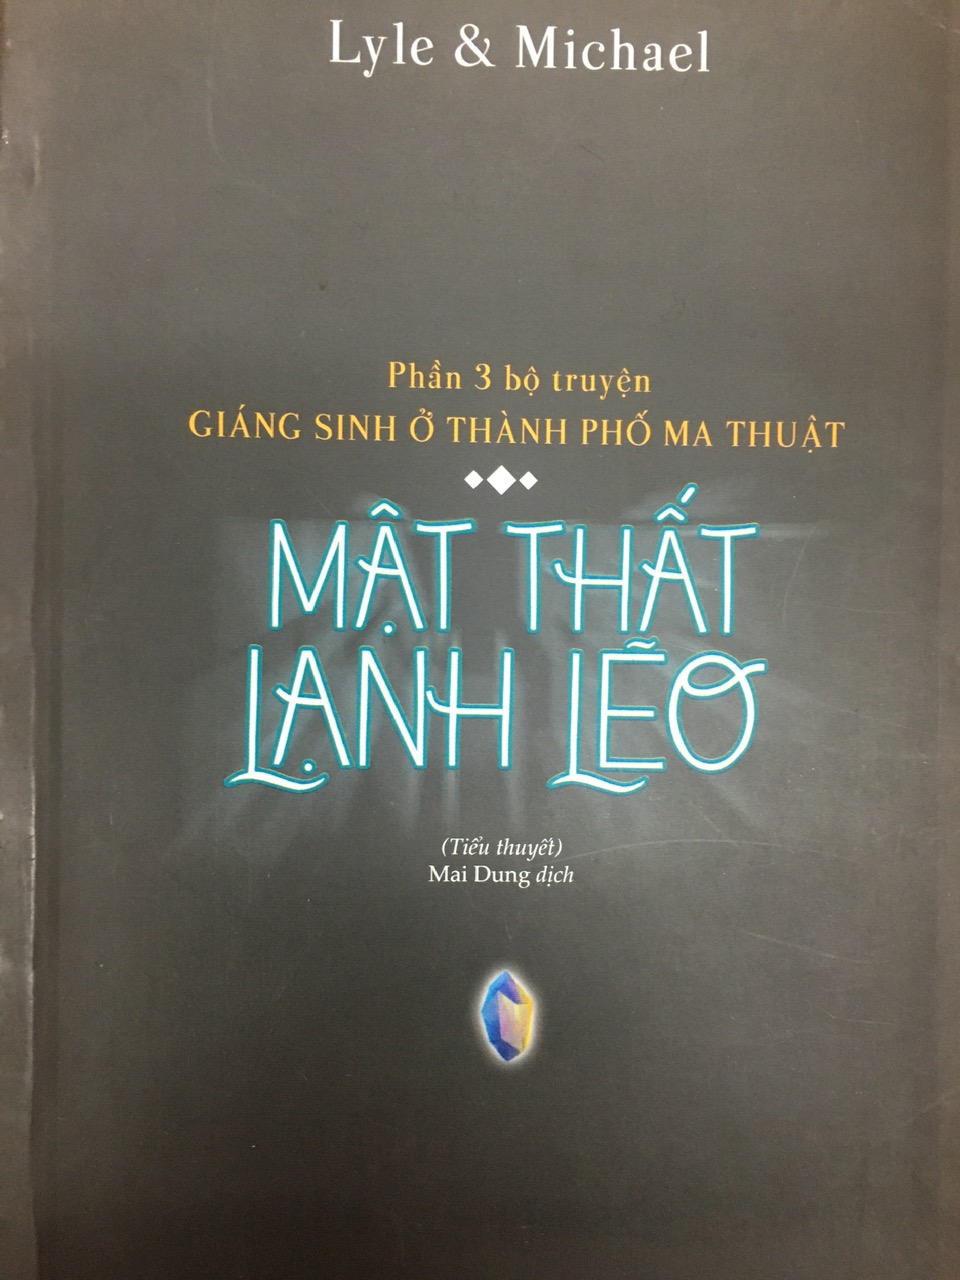 Lyle & Michael
Phần 3 bộ truyện
GIÁNG SINH Ở THÀNH PHỐ MA THUẬT
MẬT THẤT
LẠNH LẼO
(Tiểu thuyết)
Mai Dung dịch